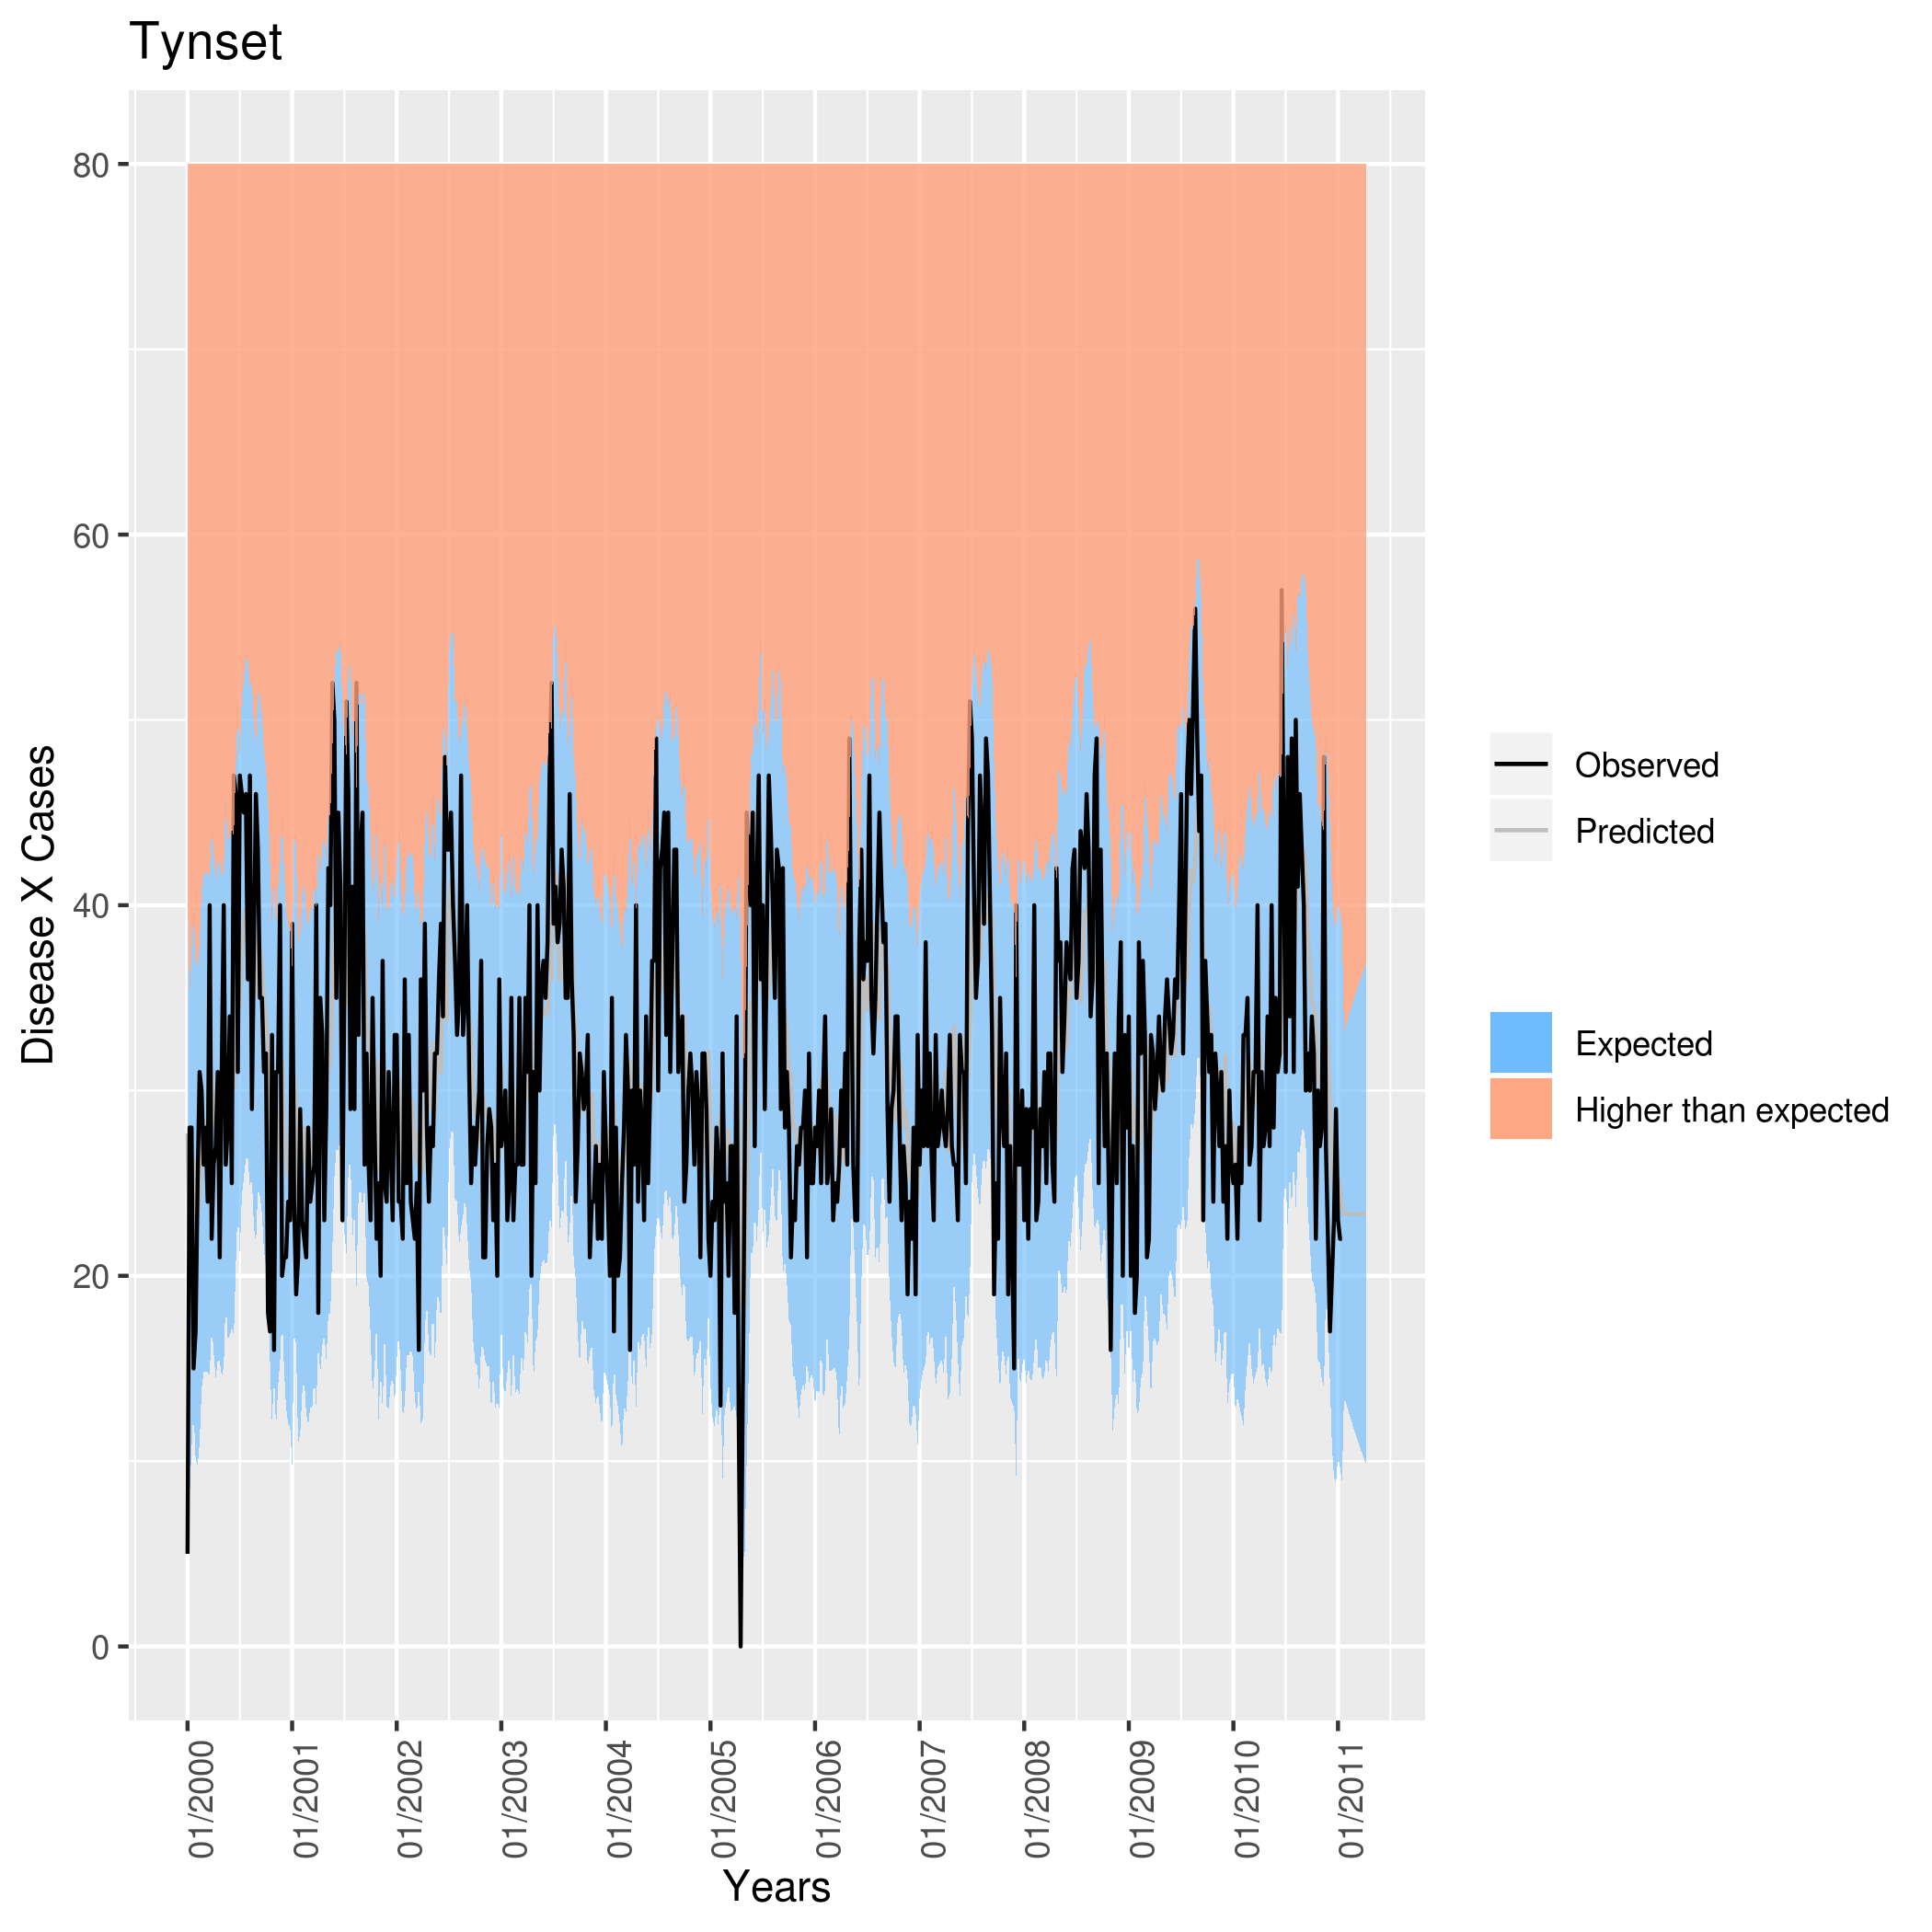 Tynset
Disease X Cases
80
60
40
20
0
01/2000
01/2001
01/2002
01/2003
01/2004
01/2005
01/2006
01/2007
01/2008
01/2009
01/2010
01/2011
Years
Observed
Predicted
Expected
Higher than expected